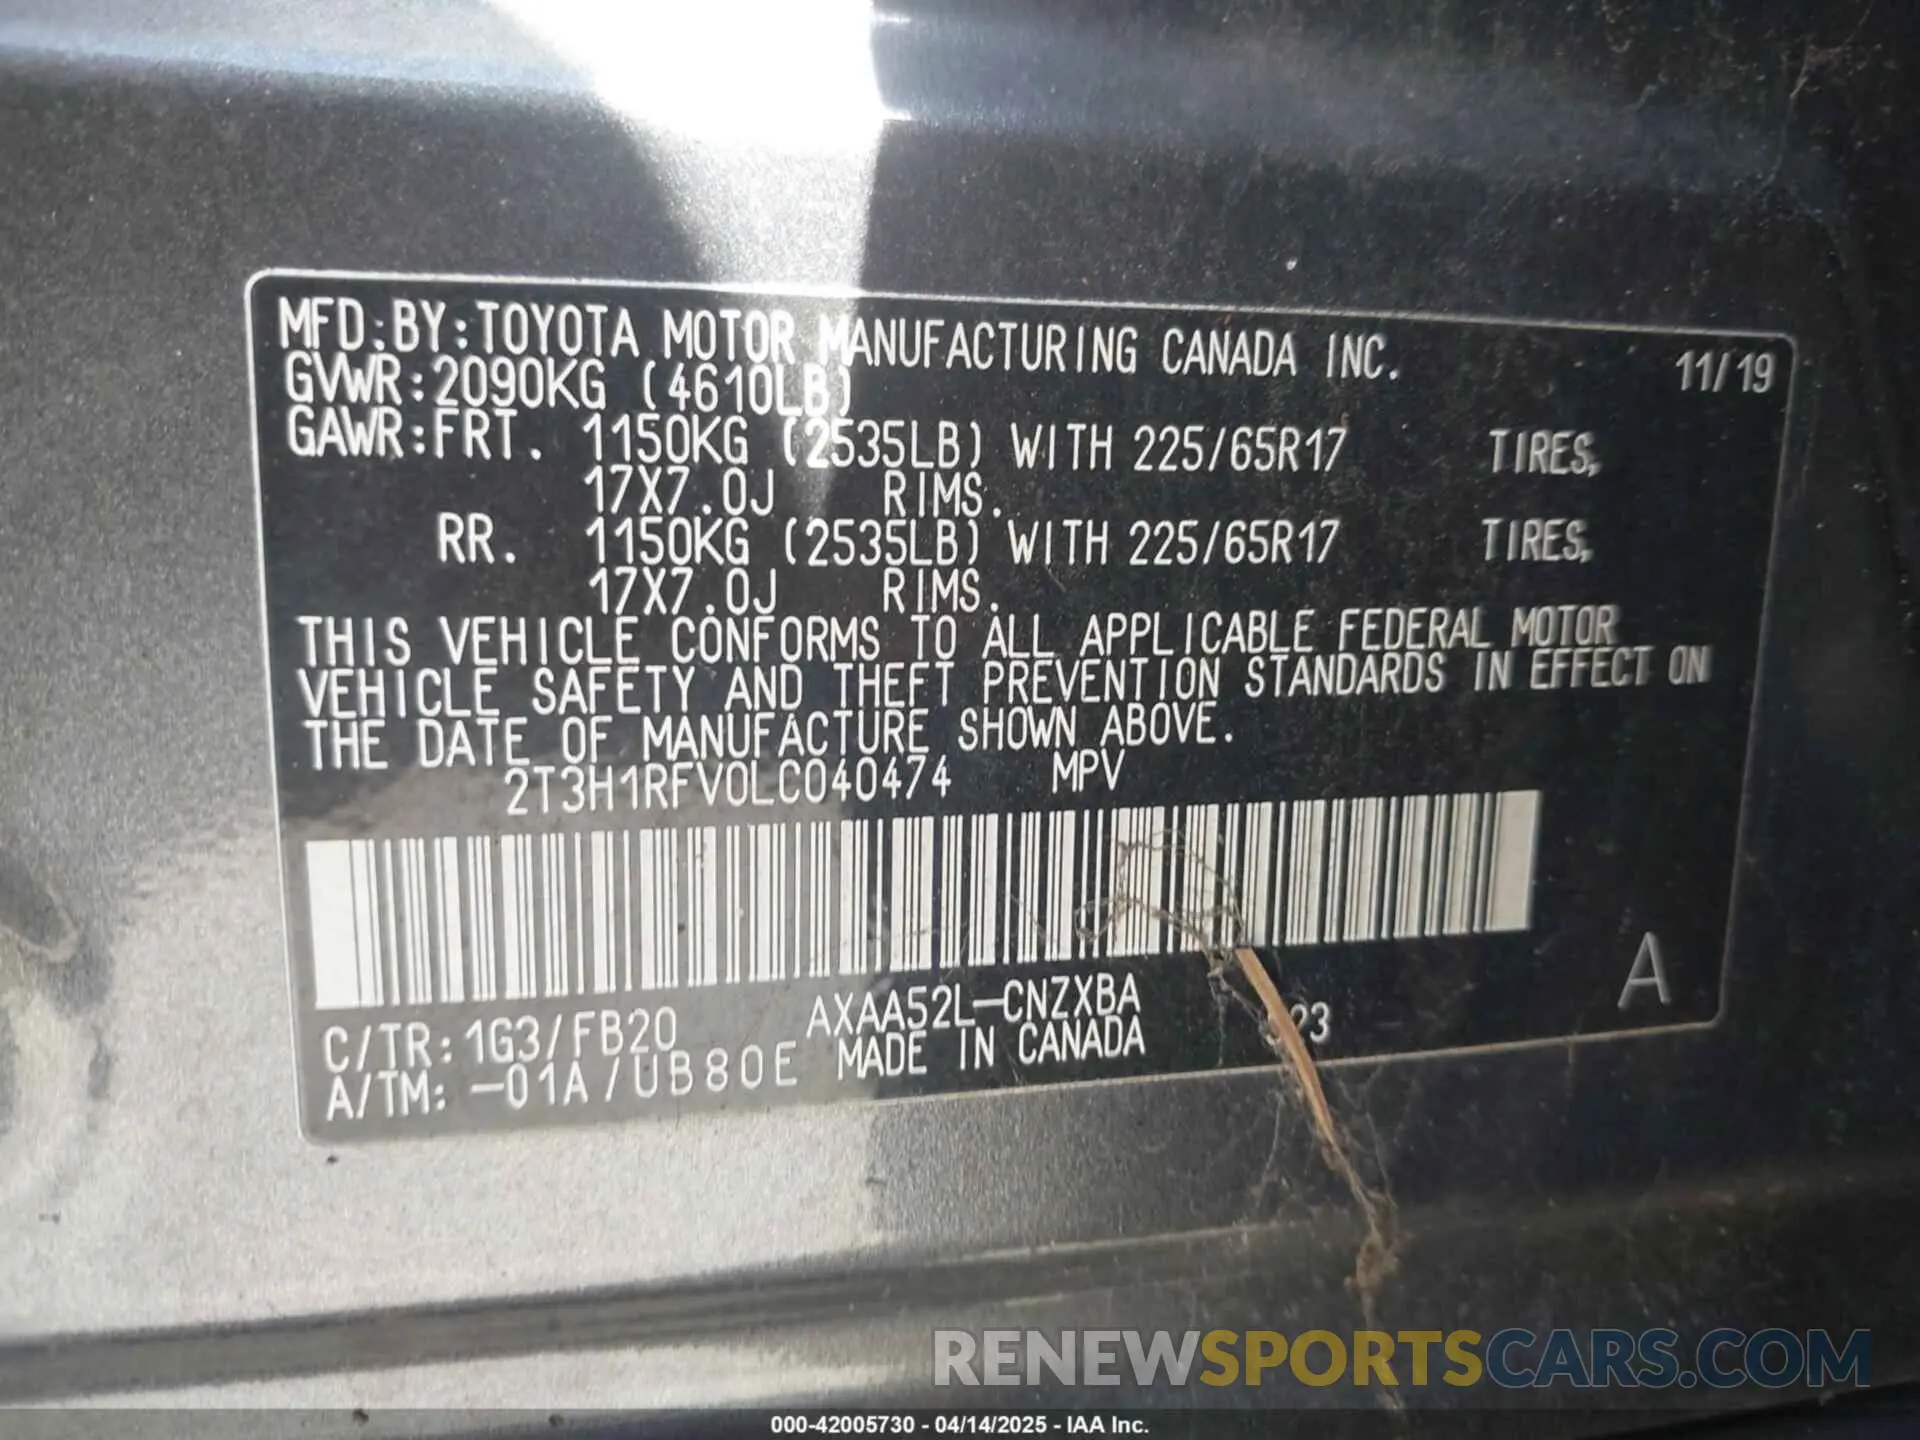 MFD.BY:TOYOTA MOTOR MANUFACTURING CANADA INC. 11/19
GVWR:2090KG (4610LB)
GAWR:FRT. 1150KG (2535LB) WITH 225/65R17 TIRES,
17X7.0J RIMS.
RR. 1150KG (2535LB) WITH 225/65R17 TIRES,
17X7.0J RIMS.
THIS VEHICLE CONFORMS TO ALL APPLICABLE FEDERAL MOTOR
VEHICLE SAFETY AND THEFT PREVENTION STANDARDS IN EFFECT ON
THE DATE OF MANUFACTURE SHOWN ABOVE.
2T3H1RFV0LC040474 MPV
A
C/TR:1G3/FB20 AXAA52L-CNZXBA
A/TM:-01A/UB80E MADE IN CANADA
RENEWSPORTSCARS.COM
000-42005730 - 04/14/2025 - IAA Inc.